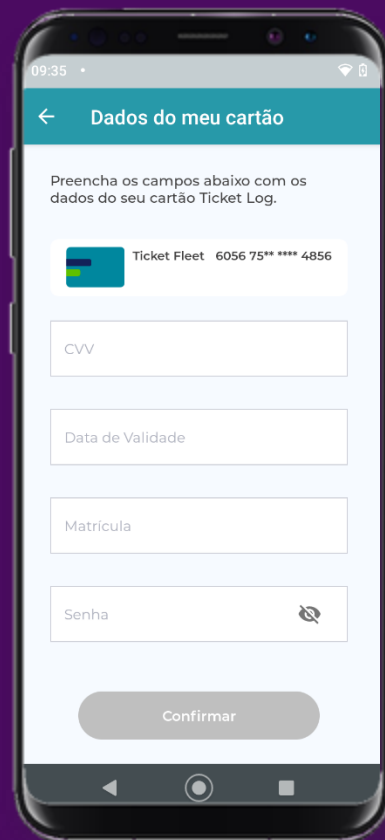 09:35
Dados do meu cartão
Preencha os campos abaixo com os
dados do seu cartão Ticket Log.
Ticket Fleet 6056 75** **** 4856
CVV
Data de Validade
Matrícula
Senha
Confirmar